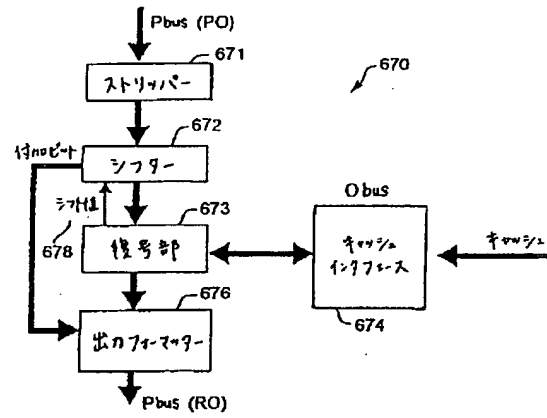 Pbus (PO)
671
ストリッパー
670
672
付加ビット
シフター
シフト値
678
673
復号部
Obus
キャッシュ
インタフェース
キャッシュ
674
676
出力フォーマッター
Pbus (RO)